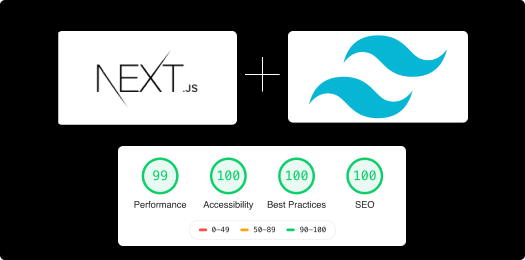 NEXT.JS
99 100 100 100
Performance Accessibility Best Practices SEO
0–49 50–89 90–100